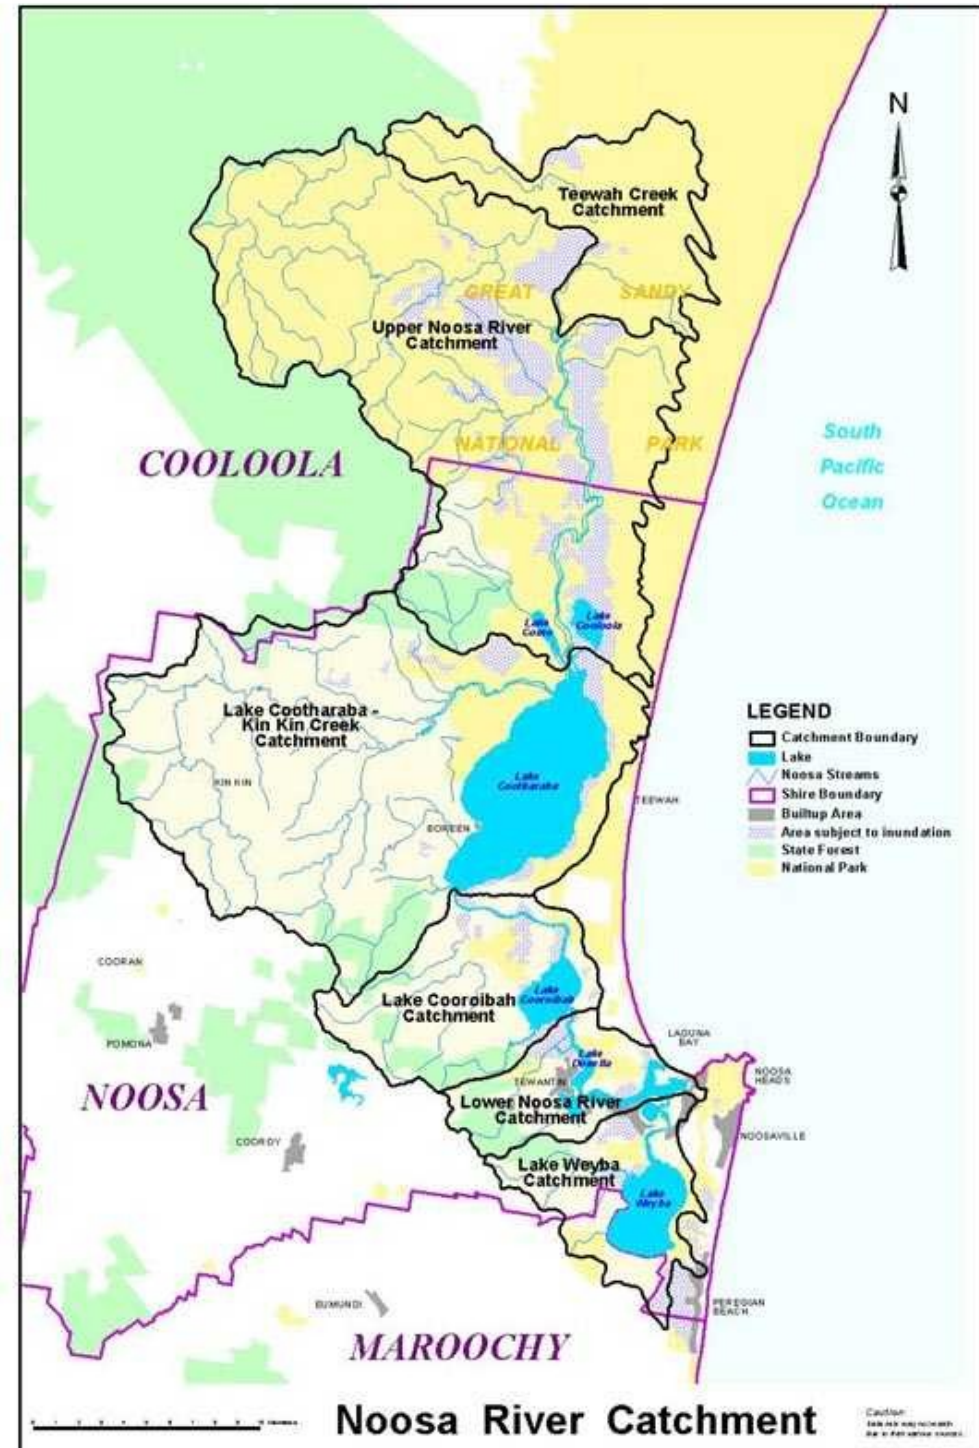 N
Teewah Creek
Catchment
GREAT SANDY
Upper Noosa River
Catchment
NATIONAL PARK
COOLOOLA
South
Pacific
Ocean
Lake
Lake
Cooloola
Lake Cootharaba -
Kin Kin Creek
Catchment
KIN KIN
Lake
Cootharaba
BOREEN
TEEWAH
LEGEND
Catchment Boundary
Lake
Noosa Streams
Shire Boundary
Builtup Area
Area subject to inundation
State Forest
National Park
COORAN
POMONA
Lake Cooroibah
Catchment
Lake
Cooroibah
LAGUNA
BAY
NOOSA
HEADS
Lake
TEWANTIN
NOOSA
Lower Noosa River
Catchment
COOROY
NOOSAVILLE
Lake Weyba
Catchment
Lake
Weyba
EUMUNDI
PEREGIAN
BEACH
MAROOCHY
Noosa River Catchment
Caution: